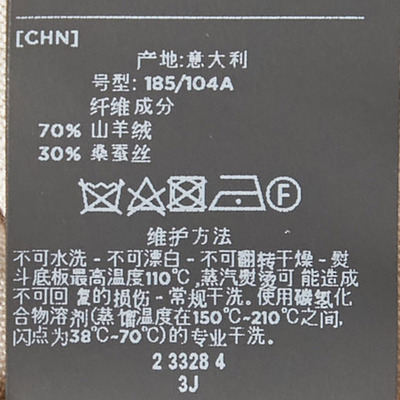 [CHN]
产地:意大利
号型:185/104A
纤维成分
70% 山羊绒
30% 桑蚕丝
F
维护方法
不可水洗 - 不可漂白 - 不可翻转干燥 - 熨
斗底板最高温度110℃,蒸汽熨烫可 能造成
不可回 复的损伤 - 常规干洗。使用碳氢化
合物溶剂(蒸馏温度在150℃~210℃之间,
闪点为38℃~70℃)的专业干洗。
2 3328 4
3J